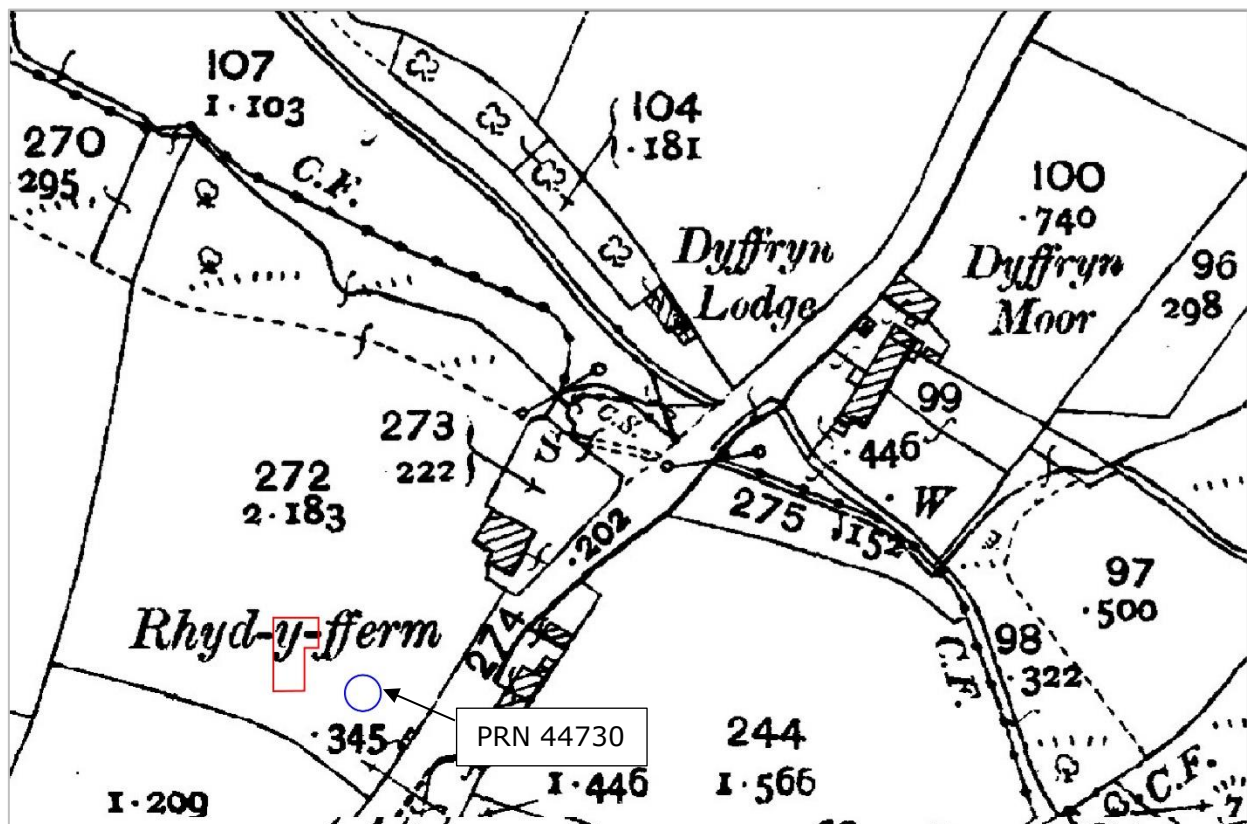 107
1·103
104
·181
270
295
C.F.
100
·740
Dyffryn
Lodge
Dyffryn
Moor
96
298
C.S.
U
273
222
99
·446
W
272
2·183
·202
275
·152
97
·500
Rhyd-y-fferm
274
98
·322
C.F.
PRN 44730
·345
244
1·446
1·566
1·209
C.F.
7